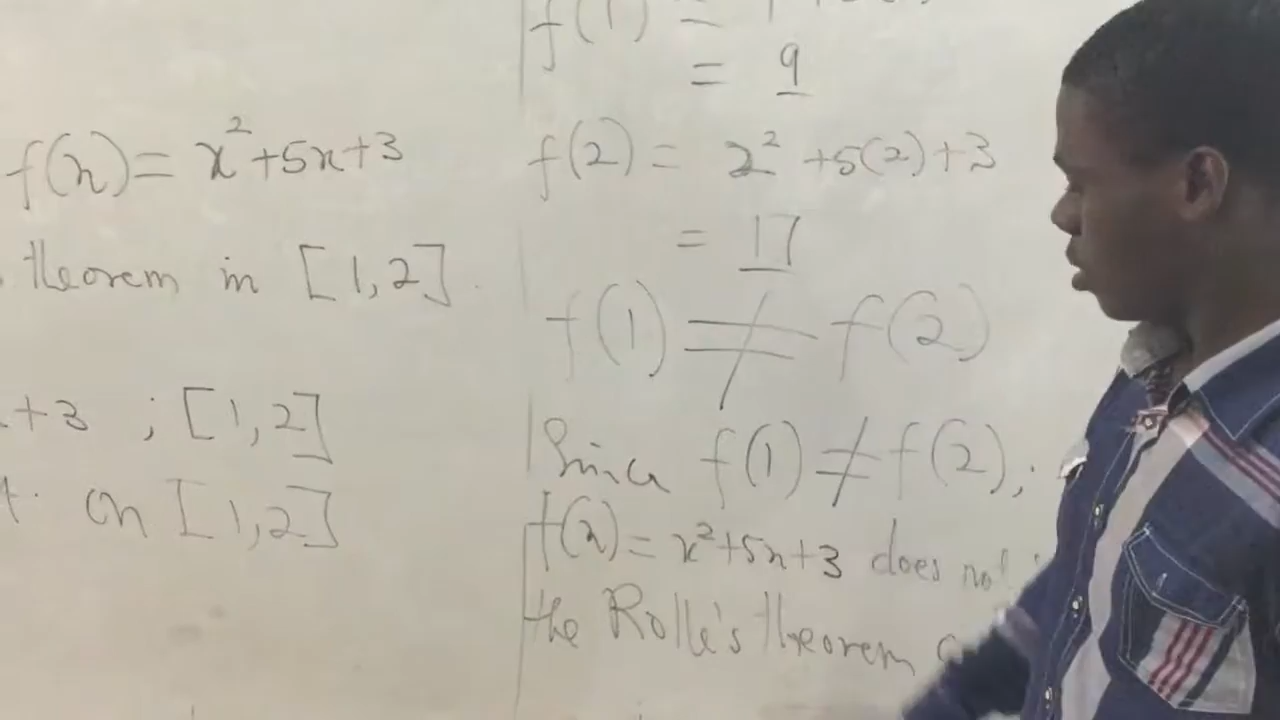 f(x) = x² + 5x + 3
theorem in [1,2].
+3 ; [1,2]
on [1,2]
f(1) =
= 9
f(2) = 2² + 5(2) + 3
= 17
f(1) ≠ f(2)
Since f(1) ≠ f(2);
f(x) = x² + 5x + 3 does not
the Rolle's theorem